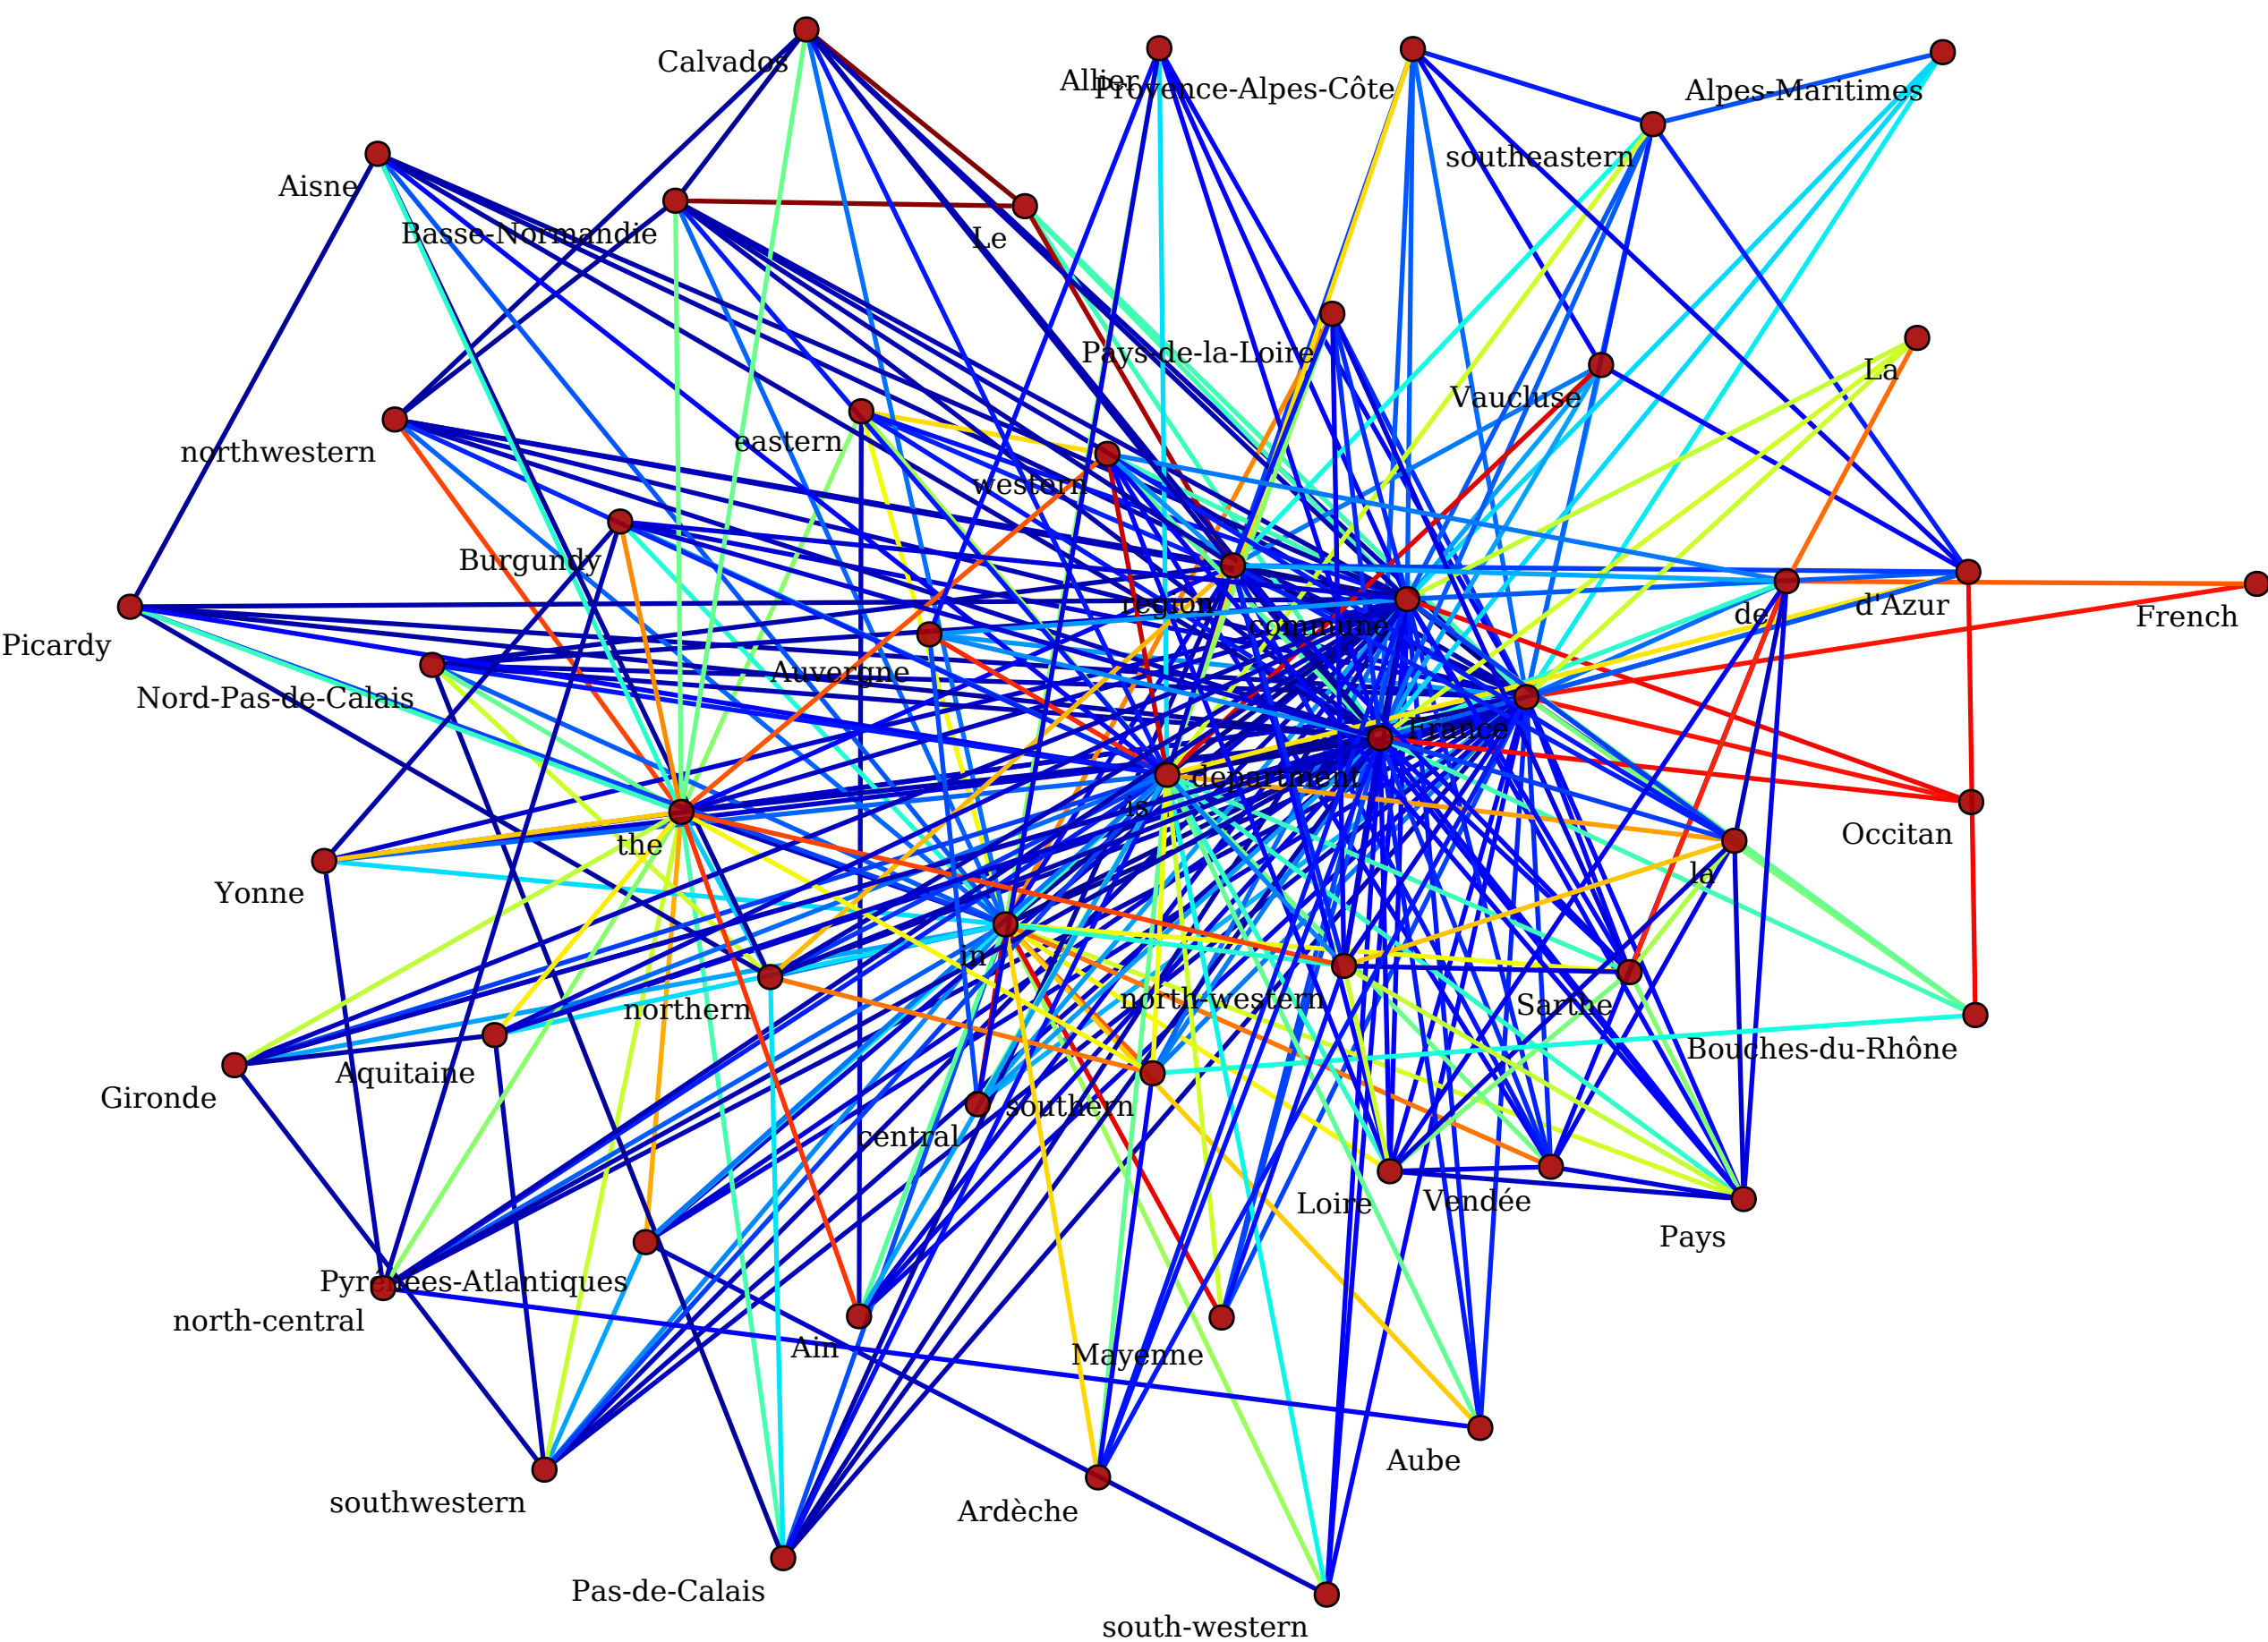 Calvados
Allier
Provence-Alpes-Côte
Alpes-Maritimes
southeastern
Aisne
Basse-Normandie
Le
Pays-de-la-Loire
La
Vaucluse
eastern
northwestern
western
Burgundy
region
d'Azur
de
French
commune
Picardy
Auvergne
Nord-Pas-de-Calais
France
department
is
Occitan
the
la
Yonne
in
north-western
Sarthe
northern
Bouches-du-Rhône
Aquitaine
Gironde
southern
central
Loire
Vendée
Pays
Pyrénées-Atlantiques
north-central
Ain
Mayenne
Aube
southwestern
Ardèche
Pas-de-Calais
south-western